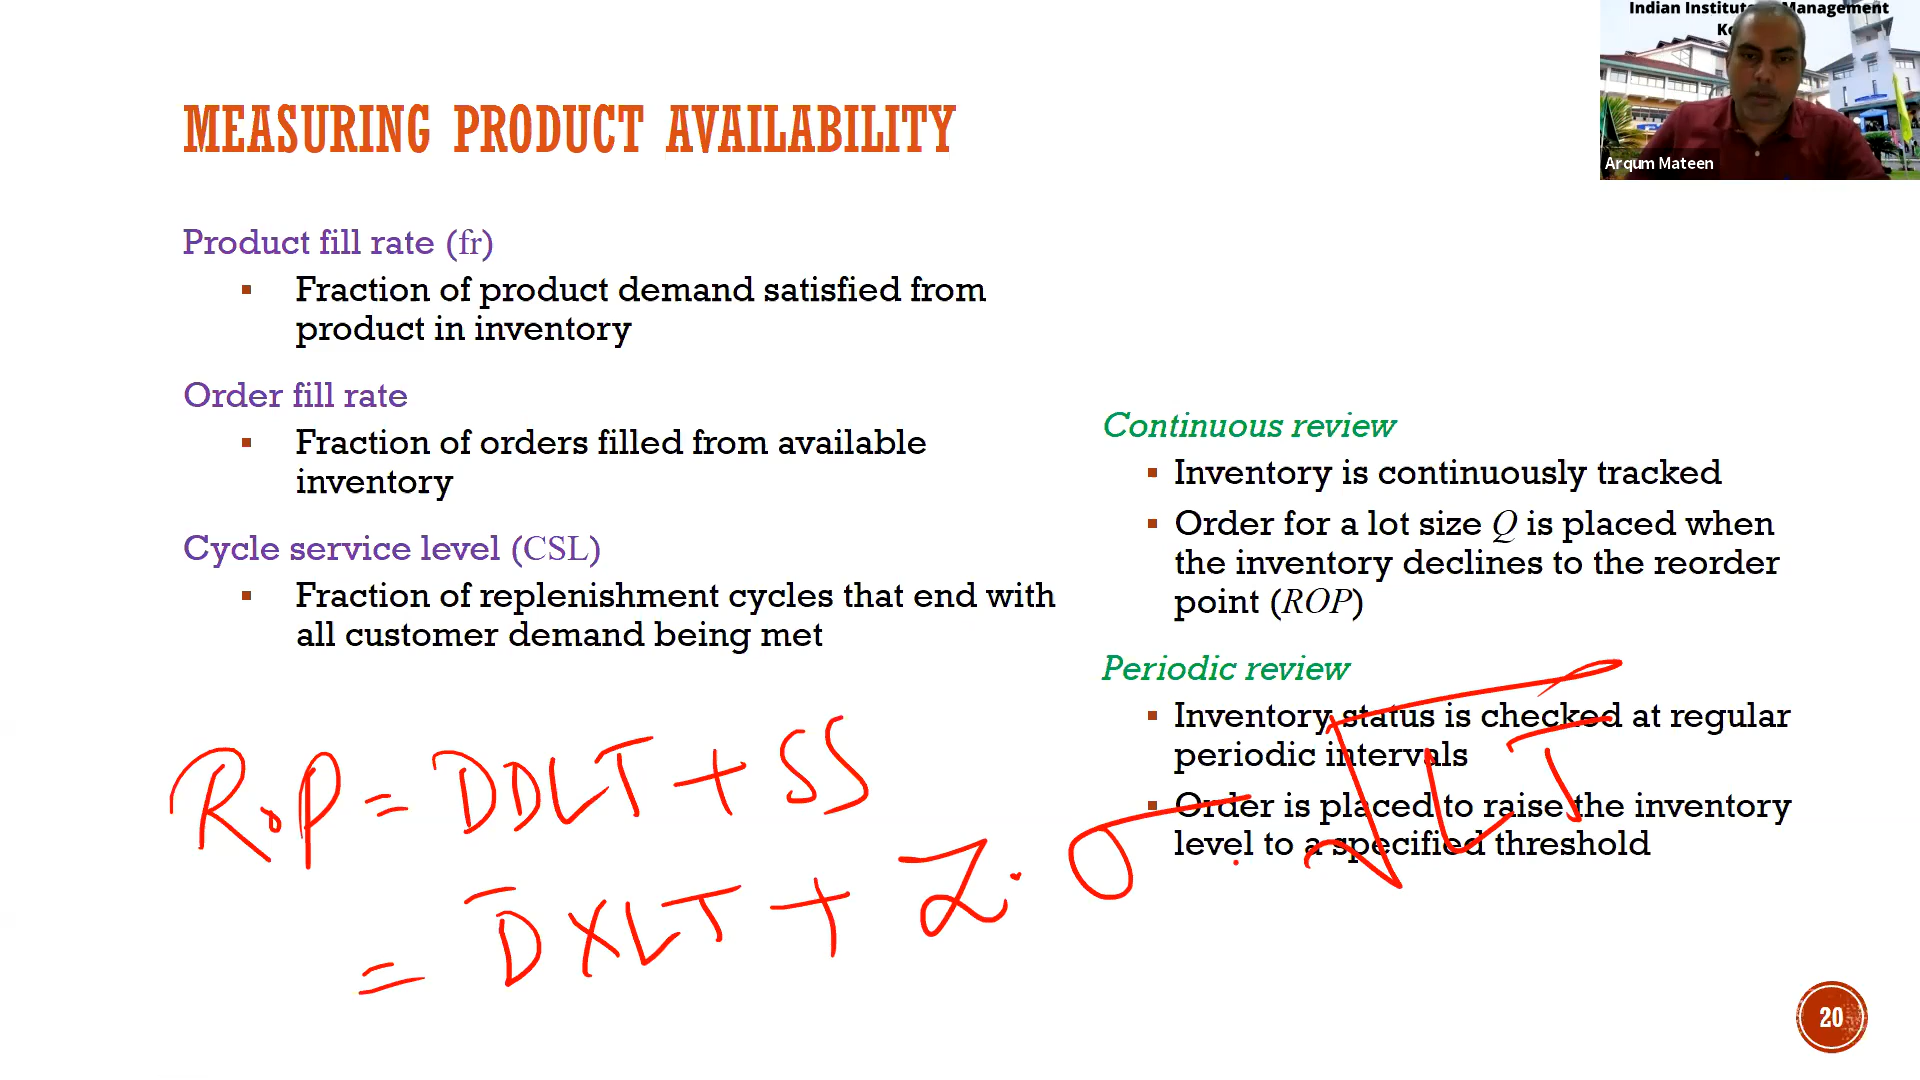 Indian Institute Management
MEASURING PRODUCT AVAILABILITY
Arqum Mateen
Product fill rate (fr)
▪ Fraction of product demand satisfied from
product in inventory
Order fill rate
▪ Fraction of orders filled from available
inventory
Cycle service level (CSL)
▪ Fraction of replenishment cycles that end with
all customer demand being met
Continuous review
▪ Inventory is continuously tracked
▪ Order for a lot size Q is placed when
the inventory declines to the reorder
point (ROP)
Periodic review
▪ Inventory status is checked at regular
periodic intervals
▪ Order is placed to raise the inventory
level to a specified threshold
ROP = DDLT + SS
= D̄ X LT + Z · σ · √LT
20